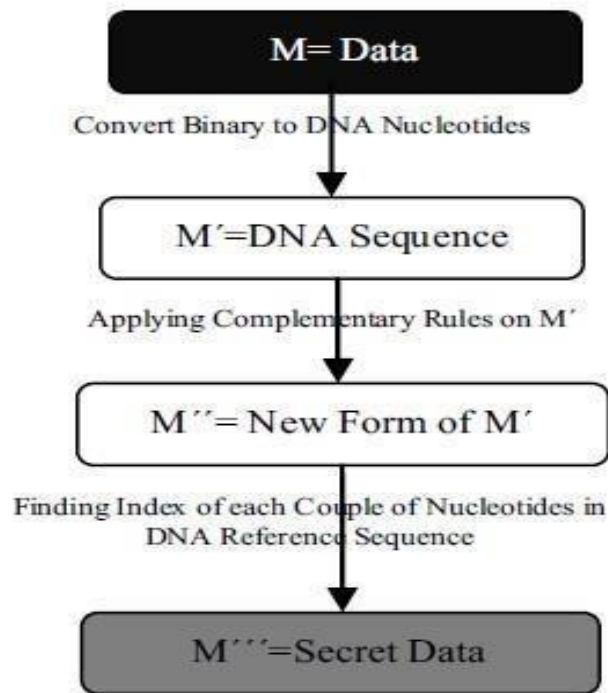 M= Data
Convert Binary to DNA Nucleotides
M´=DNA Sequence
Applying Complementary Rules on M´
M´´= New Form of M´
Finding Index of each Couple of Nucleotides in
DNA Reference Sequence
M´´´=Secret Data